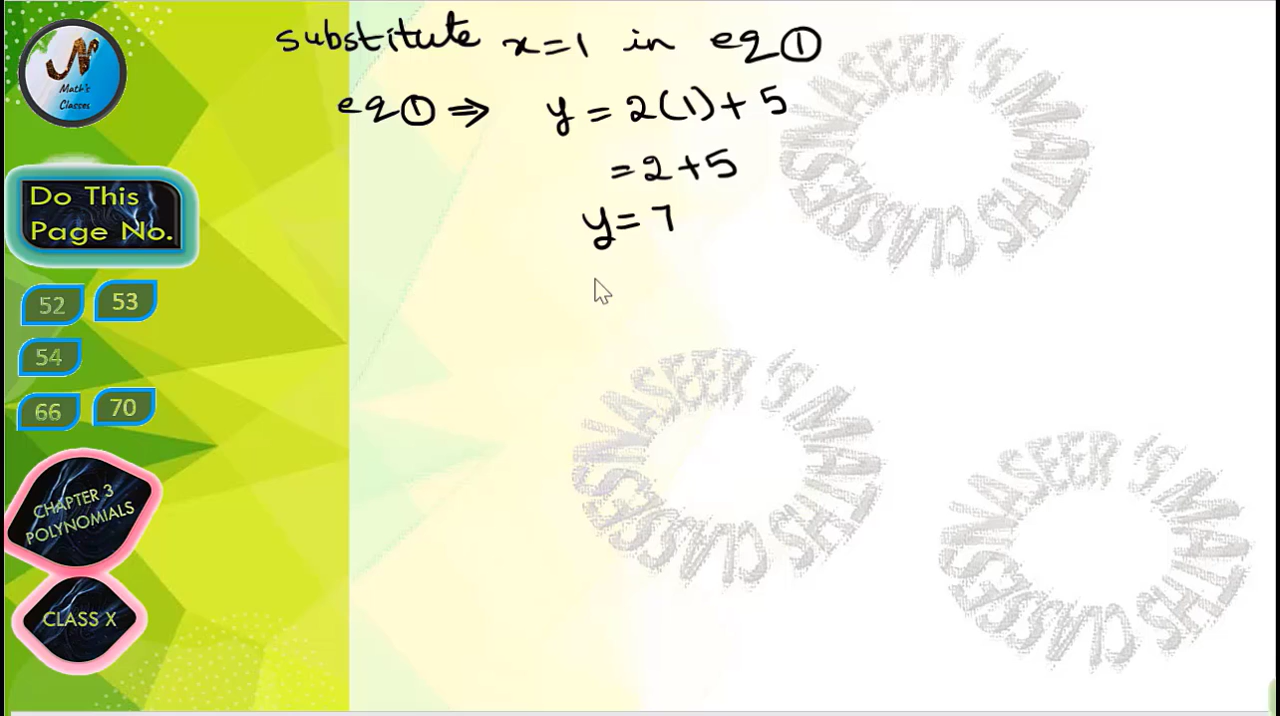 substitute x=1 in eq①
eq① ⇒ y = 2(1)+5
= 2+5
y = 7
N
Math's
Classes
Do This
Page No.
52 53
54
66 70
CHAPTER 3
POLYNOMIALS
CLASS X
NASEER 'S MATHS CLASSES
NASEER 'S MATHS CLASSES
NASEER 'S MATHS CLASSES